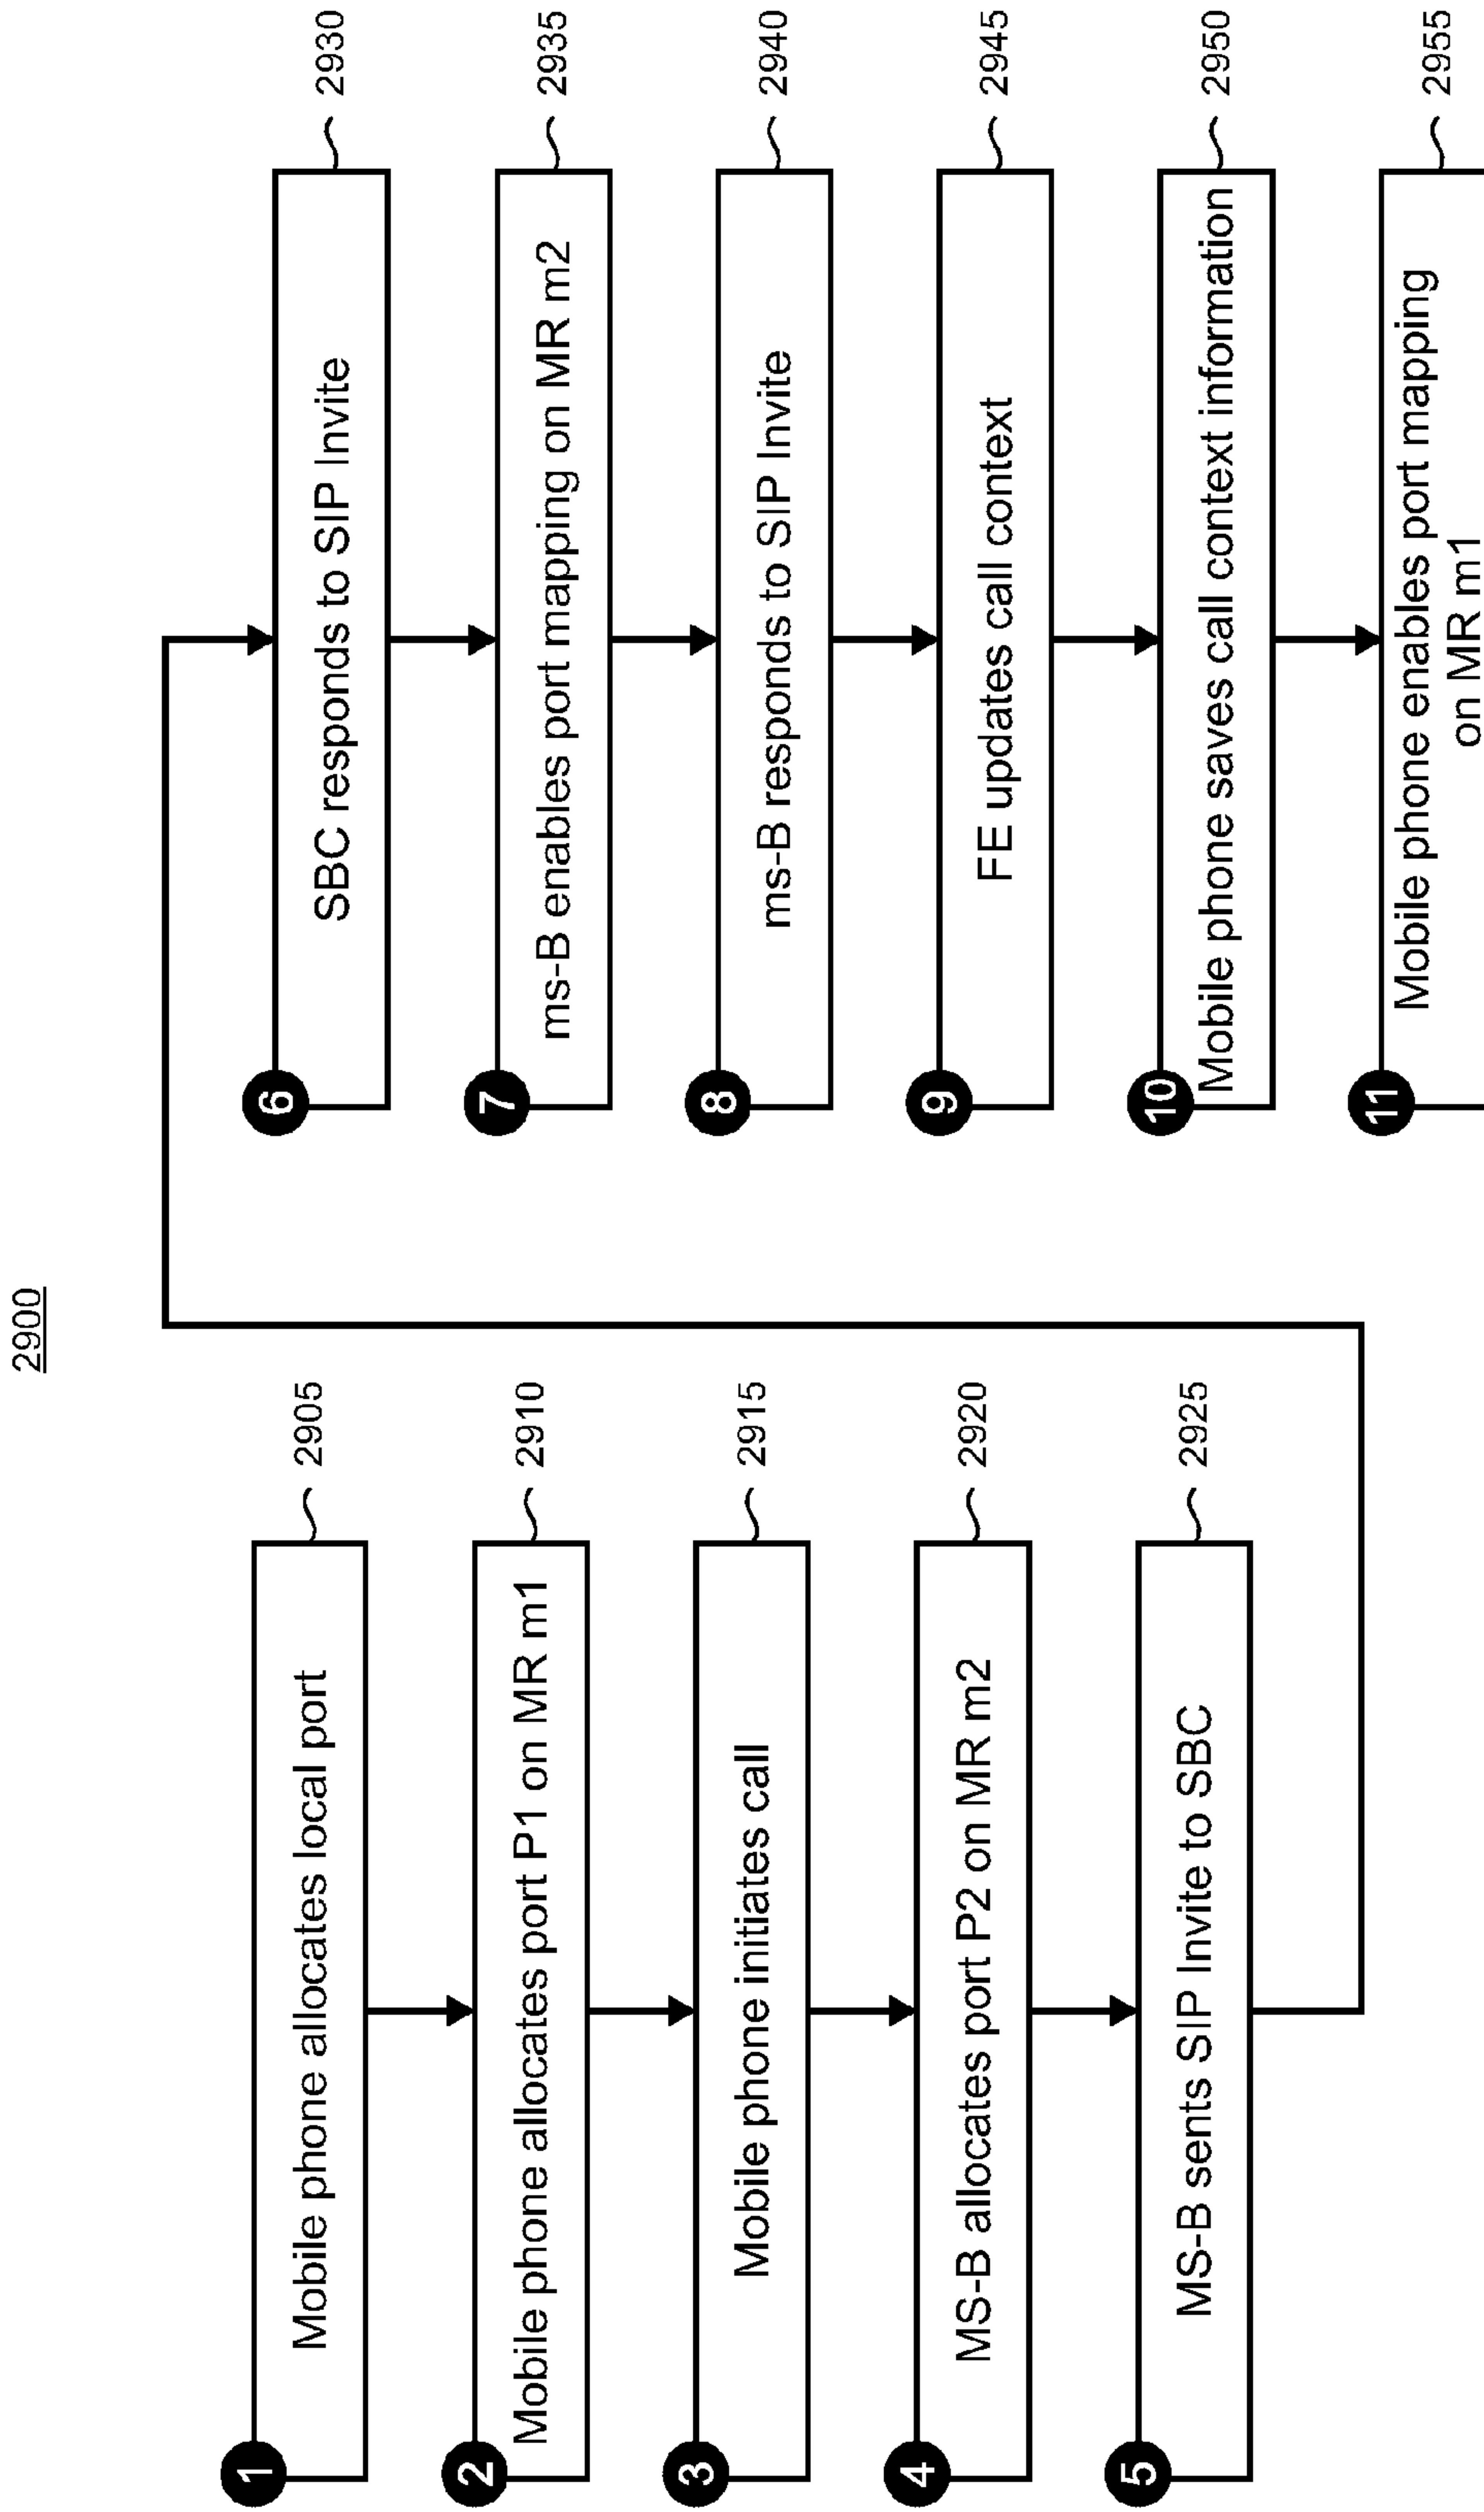 2900
1
Mobile phone allocates local port
2905
2
Mobile phone allocates port P1 on MR m1
2910
3
Mobile phone initiates call
2915
4
MS-B allocates port P2 on MR m2
2920
5
MS-B sents SIP Invite to SBC
2925
6
SBC responds to SIP Invite
2930
7
ms-B enables port mapping on MR m2
2935
8
ms-B responds to SIP Invite
2940
9
FE updates call context
2945
10
Mobile phone saves call context information
2950
11
Mobile phone enables port mapping
on MR m1
2955